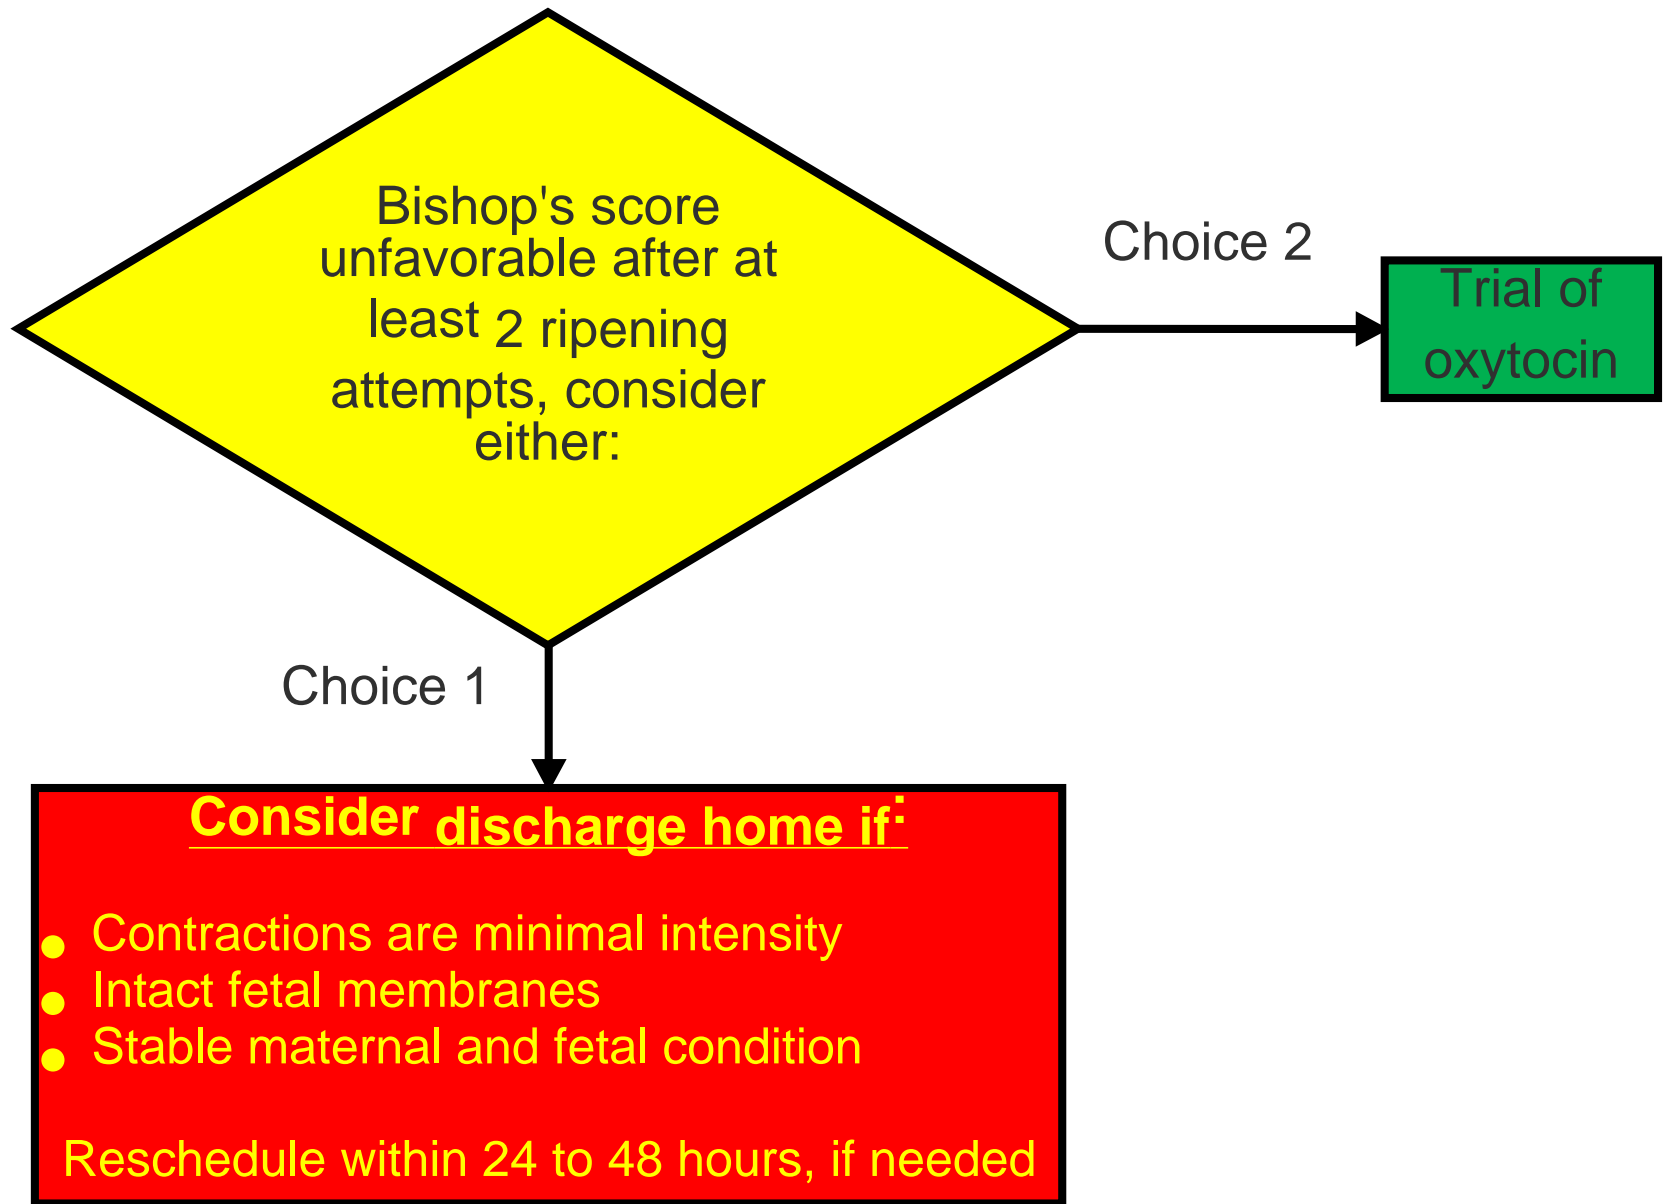 Bishop's score
unfavorable after at
least 2 ripening
attempts, consider
either:
Choice 2
Trial of
oxytocin
Choice 1
Consider discharge home if:
• Contractions are minimal intensity
• Intact fetal membranes
• Stable maternal and fetal condition
Reschedule within 24 to 48 hours, if needed